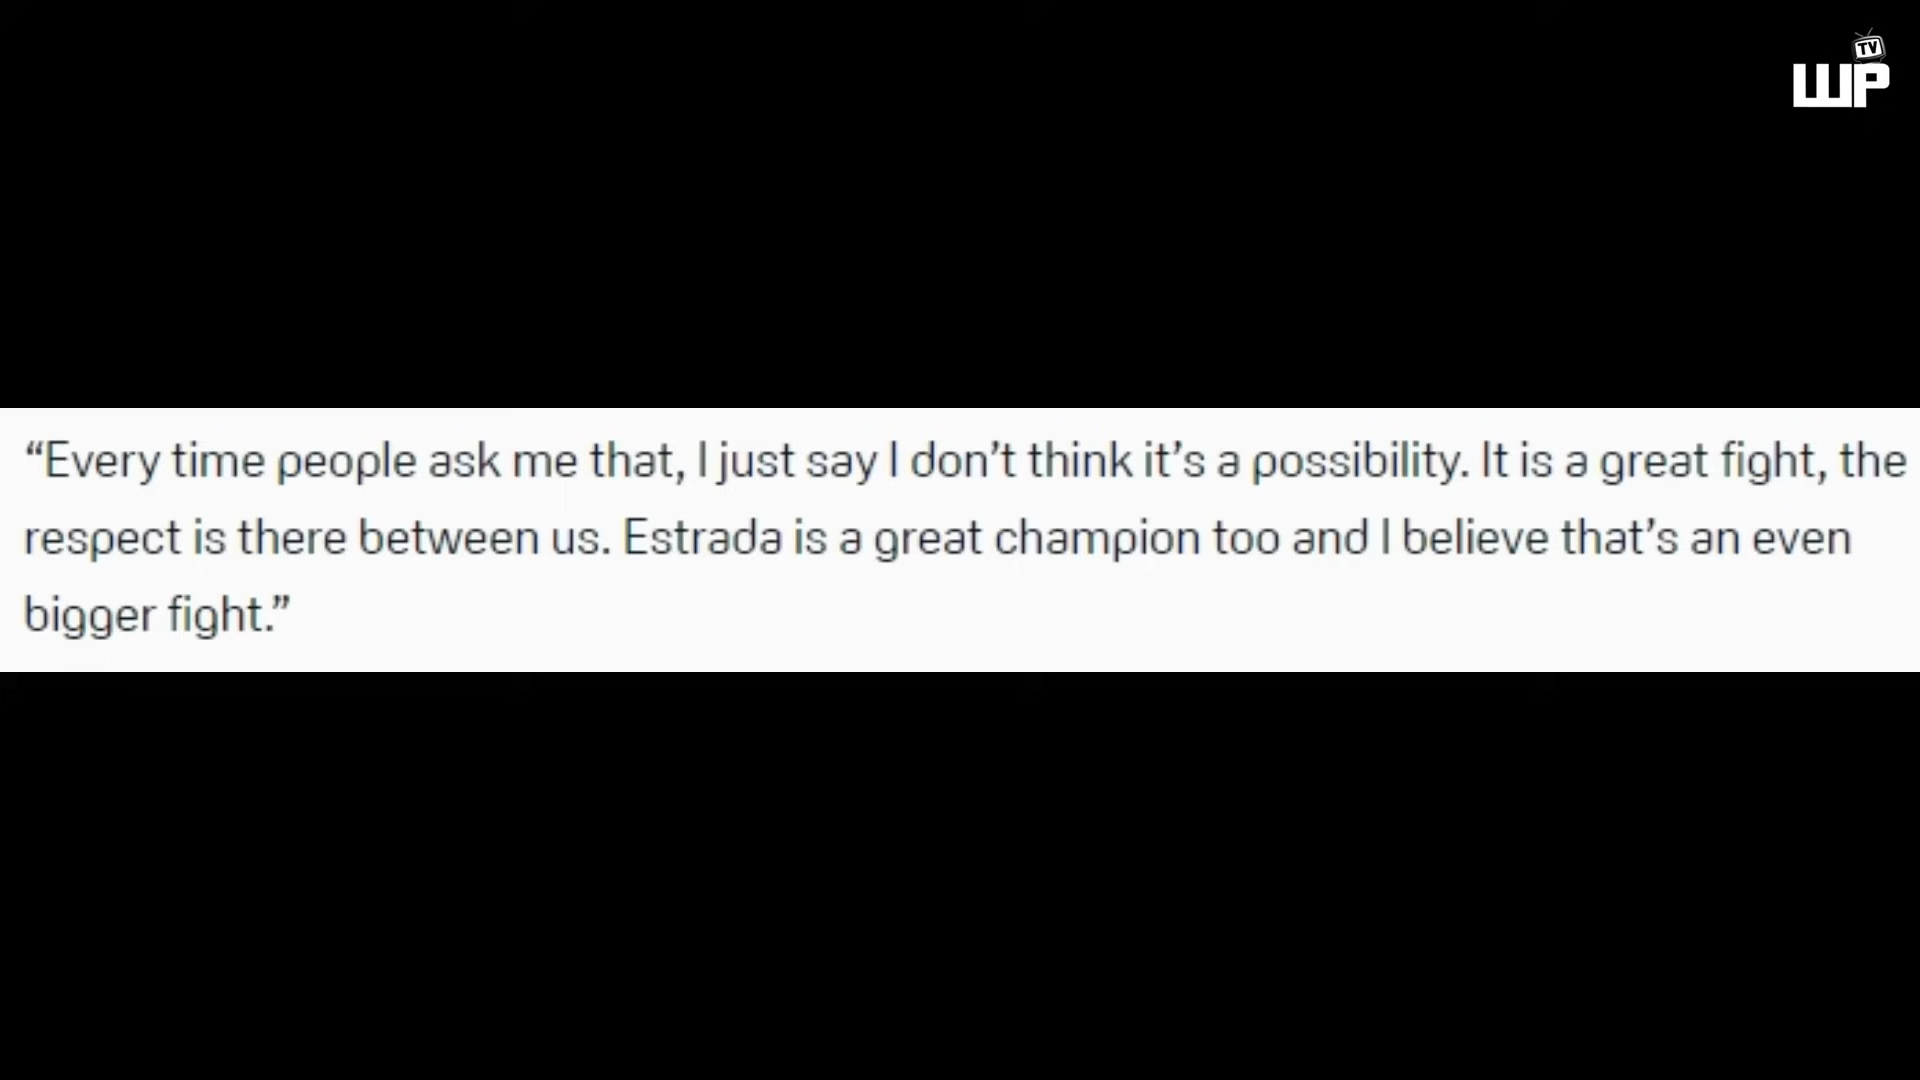 TV
WP
“Every time people ask me that, I just say I don’t think it’s a possibility. It is a great fight, the
respect is there between us. Estrada is a great champion too and I believe that’s an even
bigger fight.”